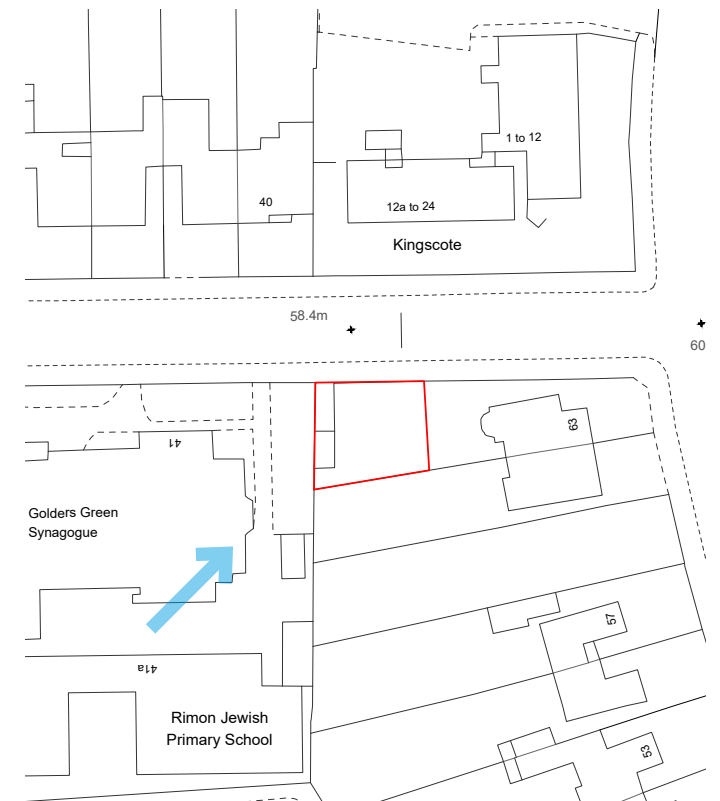 1 to 12
40
12a to 24
Kingscote
58.4m
60
41
63
Golders Green
Synagogue
57
41a
Rimon Jewish
Primary School
53